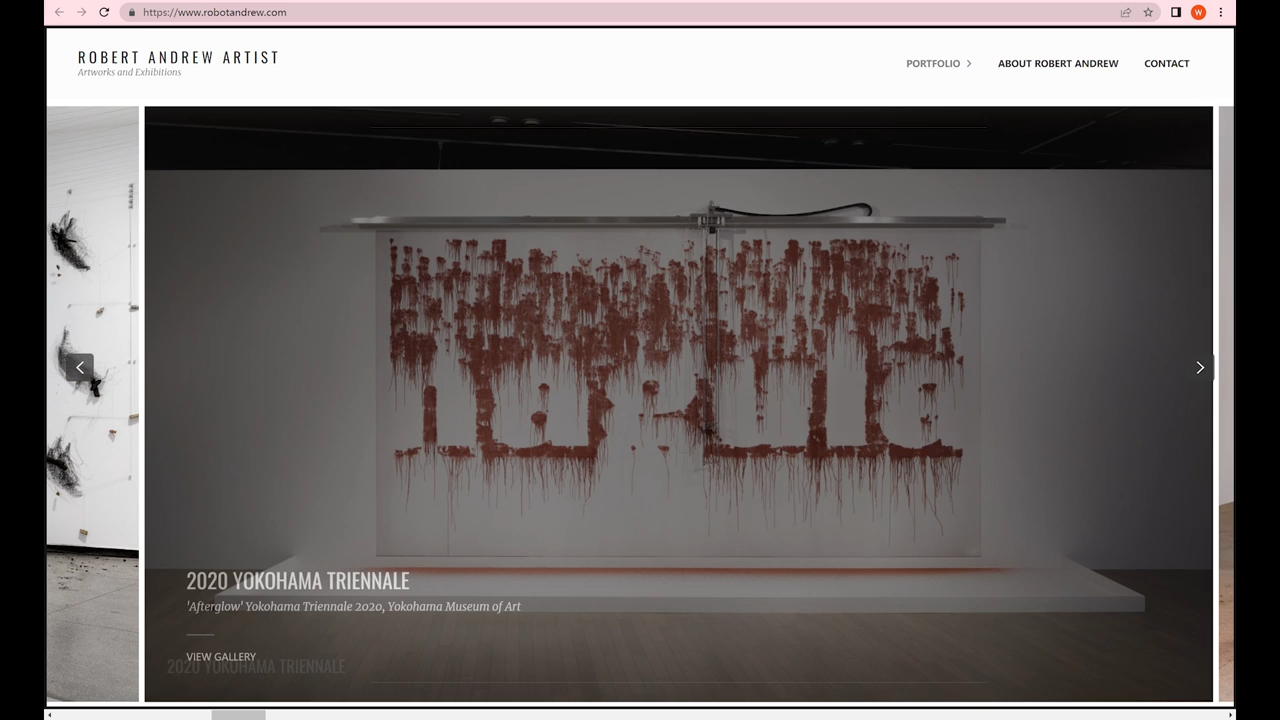 https://www.robotandrew.com
W
ROBERT ANDREW ARTIST
Artworks and Exhibitions
PORTFOLIO
ABOUT ROBERT ANDREW
CONTACT
2020 YOKOHAMA TRIENNALE
'Afterglow' Yokohama Triennale 2020, Yokohama Museum of Art
VIEW GALLERY
2020 YOKOHAMA TRIENNALE